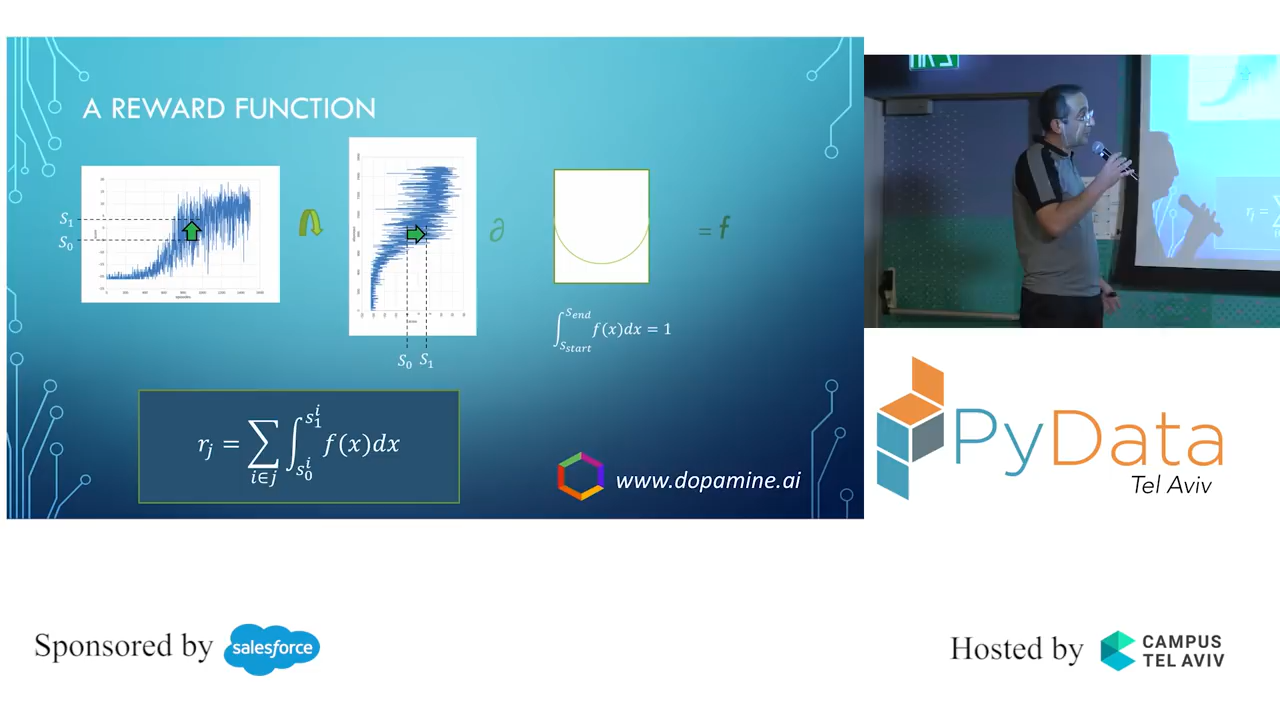 A REWARD FUNCTION
S₁
S₀
S₀ S₁
∂
= f
∫_{S_start}^{S_end} f(x)dx = 1
r_j = ∑_{i∈j} ∫_{s_0^i}^{s_1^i} f(x)dx
www.dopamine.ai
PyData
Tel Aviv
Sponsored by salesforce
Hosted by CAMPUS
TEL AVIV